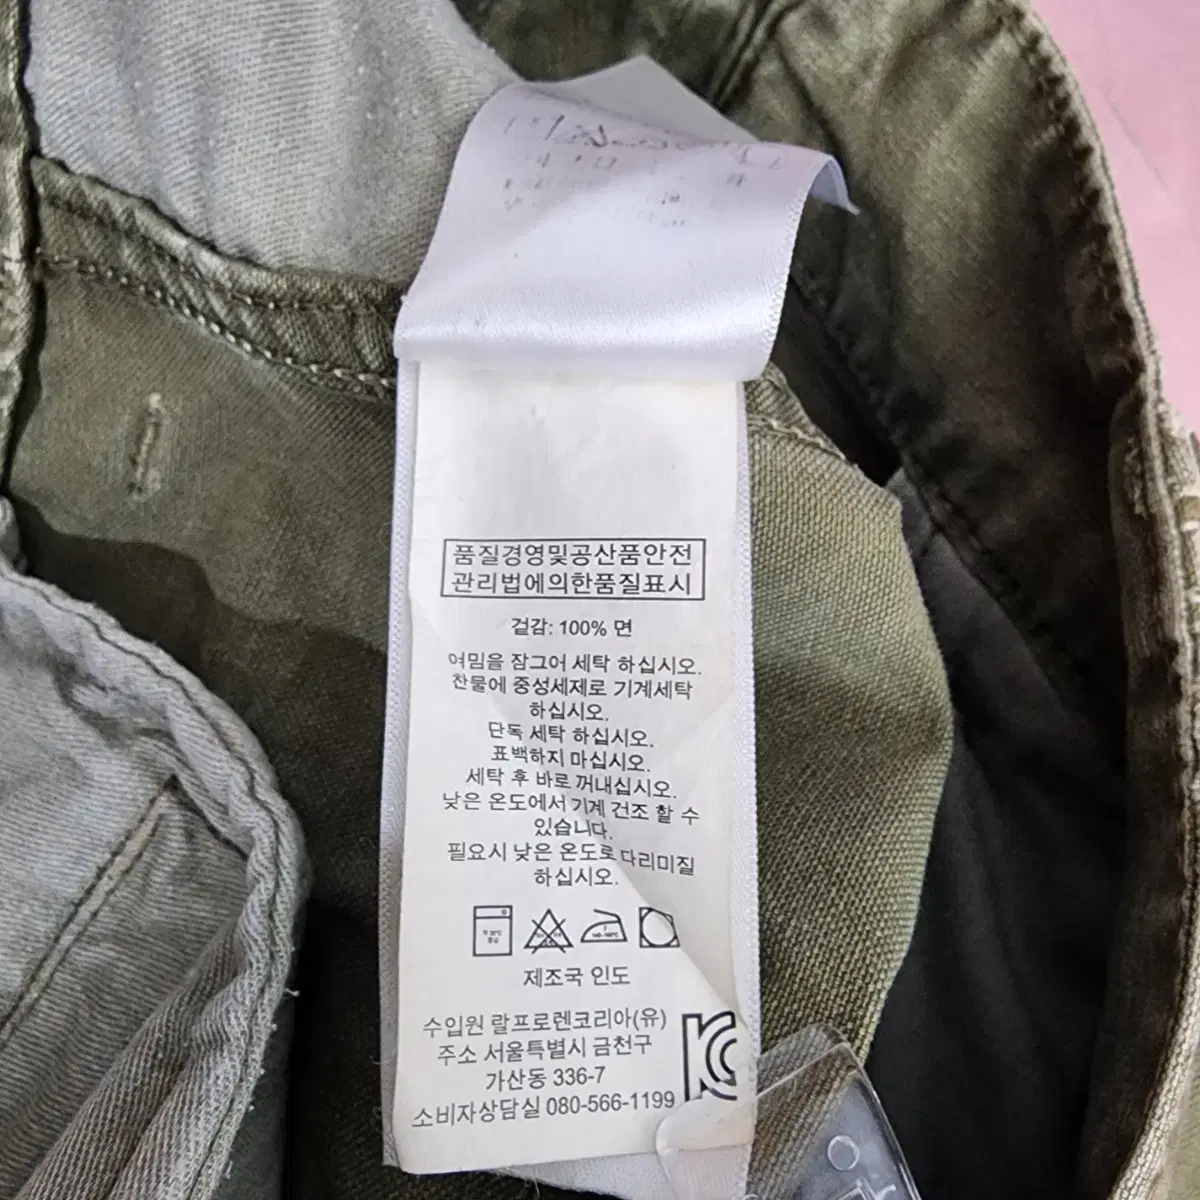 품질경영및공산품안전
관리법에의한품질표시
겉감: 100% 면
여밈을 잠그어 세탁 하십시오.
찬물에 중성세제로 기계세탁
하십시오.
단독 세탁 하십시오.
표백하지 마십시오.
세탁 후 바로 꺼내십시오.
낮은 온도에서 기계 건조 할 수
있습니다.
필요시 낮은 온도로 다리미질
하십시오.
제조국 인도
수입원 랄프로렌코리아(유)
주소 서울특별시 금천구
가산동 336-7
소비자상담실 080-566-1199